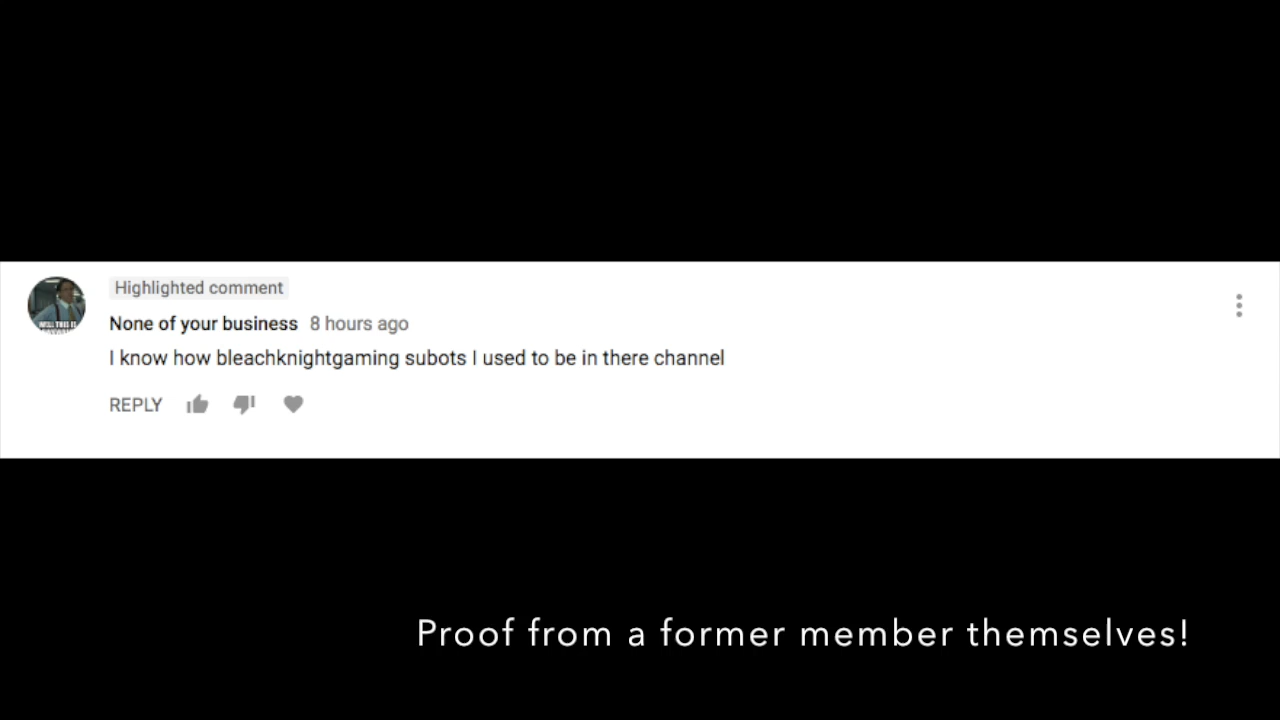 Highlighted comment
None of your business 8 hours ago
I know how bleachknightgaming subots I used to be in there channel
REPLY
Proof from a former member themselves!